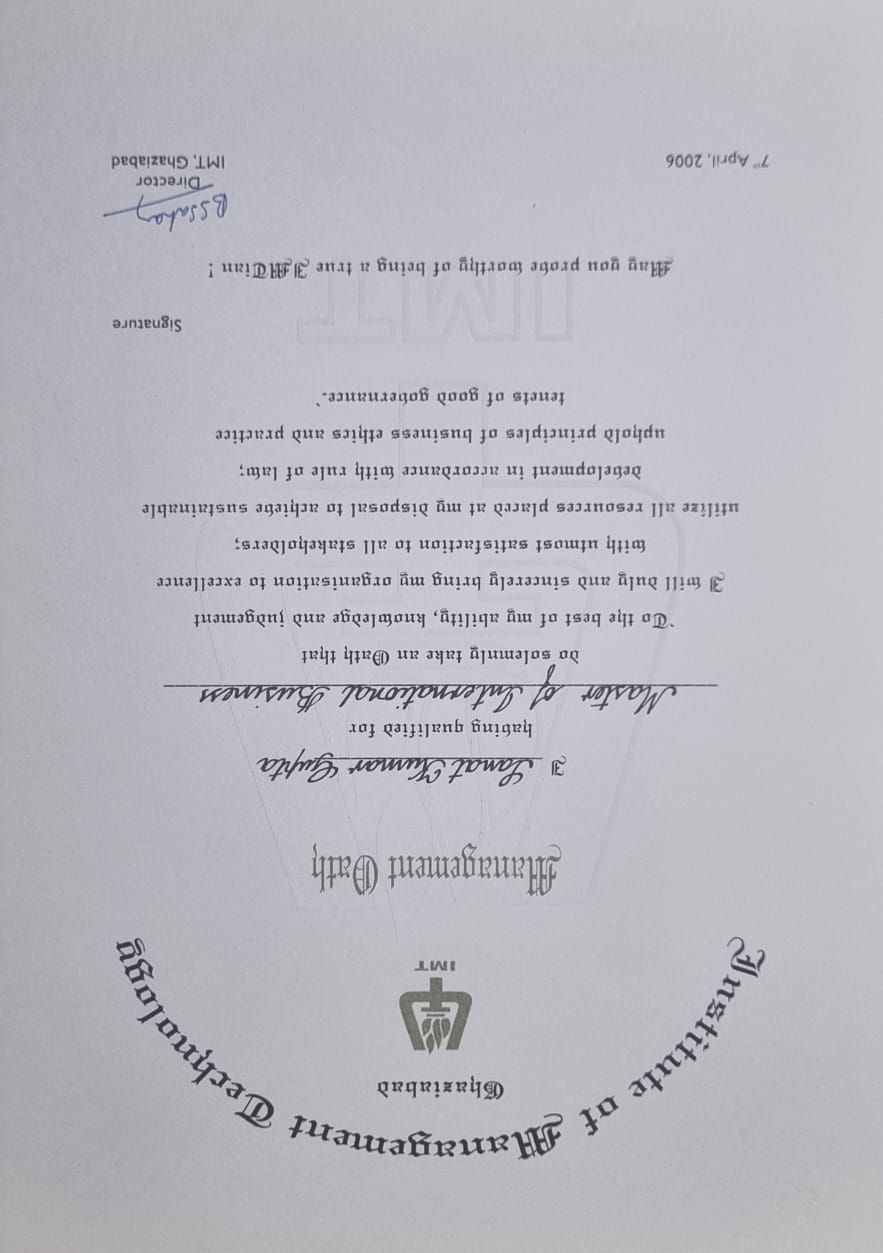 Institute of Management Technology
Ghaziabad
IMT
Management Oath
I Sanat Kumar Gupta
having qualified for
Master of International Business
do solemnly take an Oath that
`To the best of my ability, knowledge and judgement
I will duly and sincerely bring my organisation to excellence
with utmost satisfaction to all stakeholders;
utilize all resources placed at my disposal to achieve sustainable
development in accordance with rule of law;
uphold principles of business ethics and practice
tenets of good governance.`
Signature
IMT
May you prove worthy of being a true IMTian !
Director
7th April, 2006 IMT, Ghaziabad